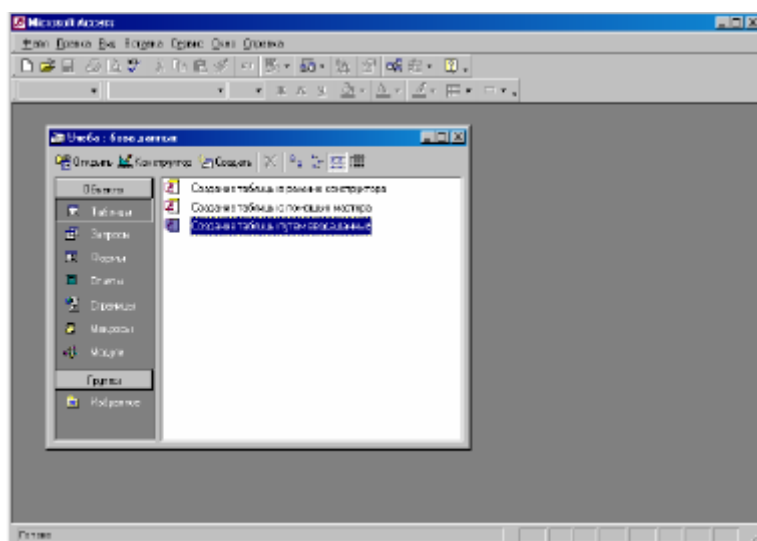 Microsoft Access
Файл Правка Вид Вставка Сервис Окно Справка
Ж К Ч
Учеба : база данных
Открыть Конструктор Создать
Объекты
Создание таблицы в режиме конструктора
Таблицы
Создание таблицы с помощью мастера
Запросы
Создание таблицы путем ввода данных
Формы
Отчеты
Страницы
Макросы
Модули
Группы
Избранное
Готово